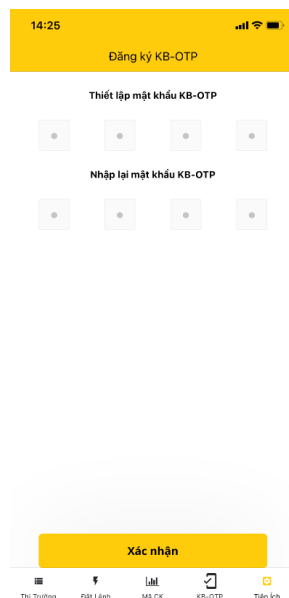 14:25
Đăng ký KB-OTP
Thiết lập mật khẩu KB-OTP
Nhập lại mật khẩu KB-OTP
Xác nhận
Thị Trường Đặt Lệnh Mã CK KB-OTP Tiện Ích